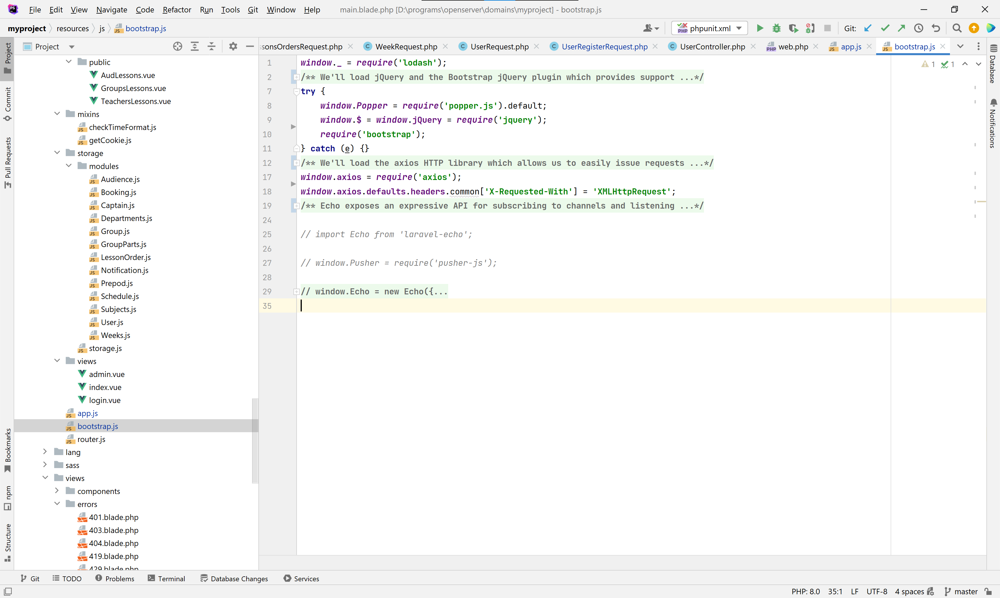 File Edit View Navigate Code Refactor Run Tools Git Window Help main.blade.php [D:\programs\openserver\domains\myproject] - bootstrap.js
myproject resources js bootstrap.js phpunit.xml Git:
Project
sonsOrdersRequest.php WeekRequest.php UserRequest.php UserRegisterRequest.php UserController.php web.php app.js bootstrap.js
Project
Commit
Pull Requests
Bookmarks
npm
Structure
public
AudLessons.vue
GroupsLessons.vue
TeachersLessons.vue
mixins
checkTimeFormat.js
getCookie.js
storage
modules
Audience.js
Booking.js
Captain.js
Departments.js
Group.js
GroupParts.js
LessonOrder.js
Notification.js
Prepod.js
Schedule.js
Subjects.js
User.js
Weeks.js
storage.js
views
admin.vue
index.vue
login.vue
app.js
bootstrap.js
router.js
lang
sass
views
components
errors
401.blade.php
403.blade.php
404.blade.php
419.blade.php
429.blade.php
1 window._ = require('lodash');
2 /** We'll load jQuery and the Bootstrap jQuery plugin which provides support ...*/
7 try {
8 window.Popper = require('popper.js').default;
9 window.$ = window.jQuery = require('jquery');
10 require('bootstrap');
11 } catch (e) {}
12 /** We'll load the axios HTTP library which allows us to easily issue requests ...*/
17 window.axios = require('axios');
18 window.axios.defaults.headers.common['X-Requested-With'] = 'XMLHttpRequest';
19 /** Echo exposes an expressive API for subscribing to channels and listening ...*/
24
25 // import Echo from 'laravel-echo';
26
27 // window.Pusher = require('pusher-js');
28
29 // window.Echo = new Echo({...
35
1 1
Database
Notifications
Git TODO Problems Terminal Database Changes Services
PHP: 8.0 35:1 LF UTF-8 4 spaces master